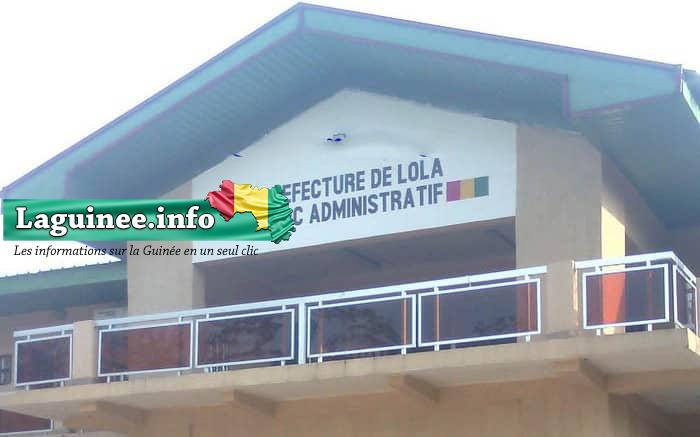 EFECTURE DE LOLA
C ADMINISTRATIF
Laguinee.info
Les informations sur la Guinée en un seul clic